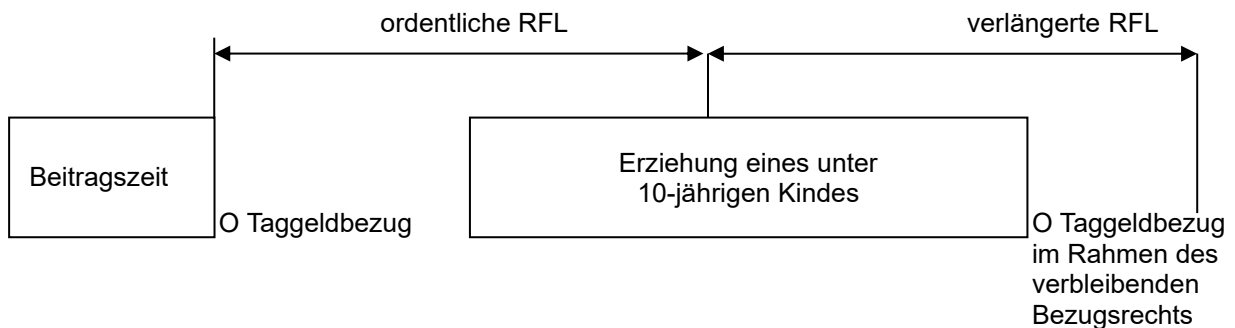 ordentliche RFL
verlängerte RFL
Beitragszeit
Erziehung eines unter
10-jährigen Kindes
O Taggeldbezug
O Taggeldbezug
im Rahmen des
verbleibenden
Bezugsrechts